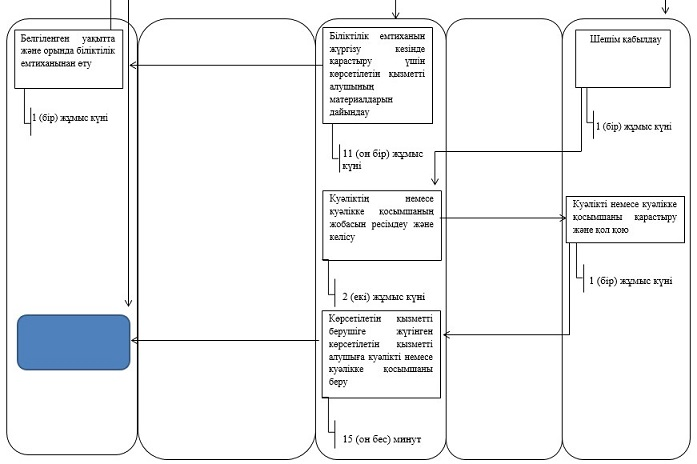 Белгіленген уақытта
және орында біліктілік
емтиханынан өту
1 (бір) жұмыс күні
Біліктілік емтиханын
жүргізу кезінде
қарастыру үшін
көрсетілетін қызметті
алушының
материалдарын
дайындау
11 (он бір) жұмыс
күні
Шешім қабылдау
1 (бір) жұмыс күні
Куәліктің немесе
куәлікке қосымшаның
жобасын ресімдеу және
келісу
2 (екі) жұмыс күні
Куәлікті немесе куәлікке
қосымшаны қарастыру
және қол қою
1 (бір) жұмыс күні
Көрсетілетін қызметті
берушіге жүгінген
көрсетілетін қызметті
алушыға куәлікті немесе
куәлікке қосымшаны
беру
15 (он бес) минут